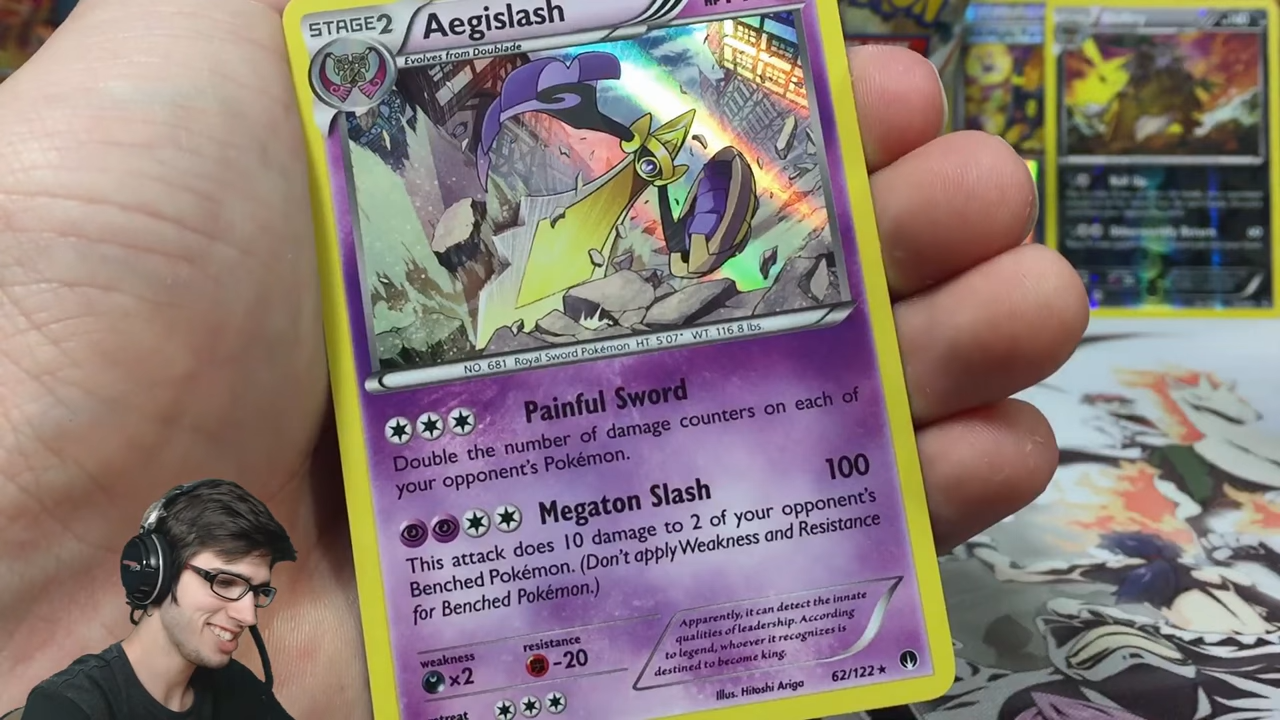 STAGE2
Aegislash
Evolves from Doublade
NO. 681 Royal Sword Pokémon HT: 5'07" WT: 116.8 lbs.
Painful Sword
Double the number of damage counters on each of
your opponent's Pokémon.
Megaton Slash 100
This attack does 10 damage to 2 of your opponent's
Benched Pokémon. (Don't apply Weakness and Resistance
for Benched Pokémon.)
weakness
×2
resistance
-20
Apparently, it can detect the innate
qualities of leadership. According
to legend, whoever it recognizes is
destined to become king.
Illus. Hitoshi Ariga
62/122★